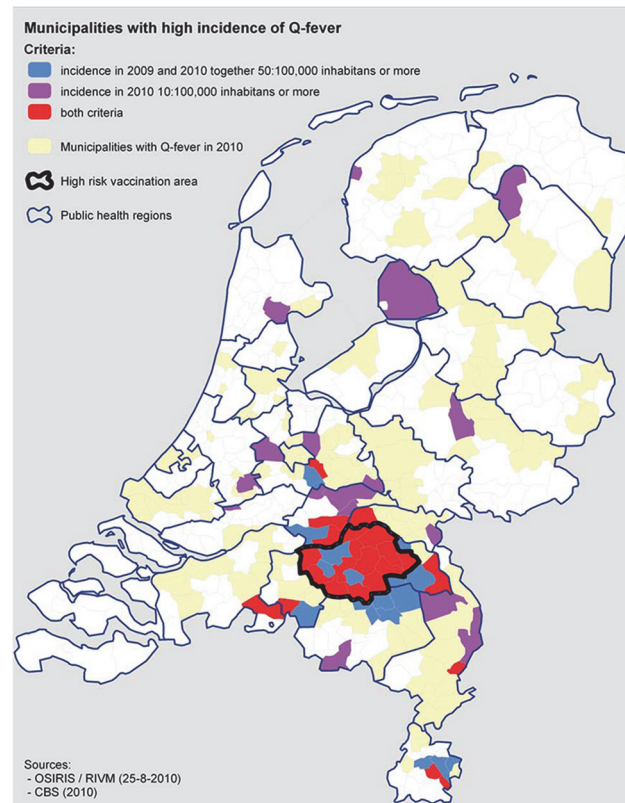 Municipalities with high incidence of Q-fever
Criteria:
incidence in 2009 and 2010 together 50:100,000 inhabitans or more
incidence in 2010 10:100,000 inhabitans or more
both criteria
Municipalities with Q-fever in 2010
High risk vaccination area
Public health regions
Sources:
- OSIRIS / RIVM (25-8-2010)
- CBS (2010)